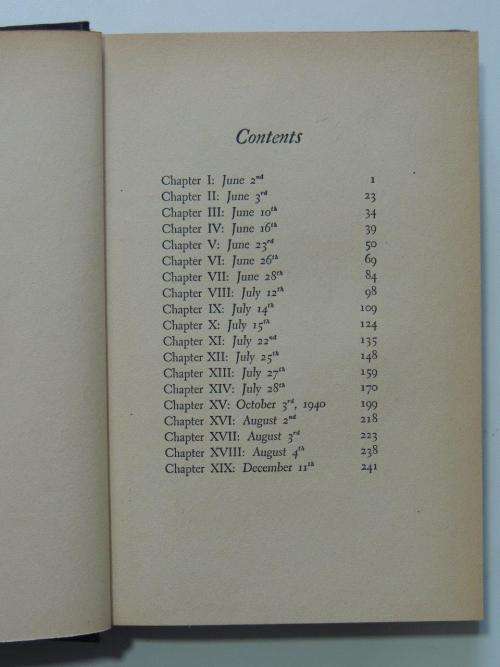 Contents
Chapter I: June 2nd 1
Chapter II: June 3rd 23
Chapter III: June 10th 34
Chapter IV: June 16th 39
Chapter V: June 23rd 50
Chapter VI: June 26th 69
Chapter VII: June 28th 84
Chapter VIII: July 12th 98
Chapter IX: July 14th 109
Chapter X: July 15th 124
Chapter XI: July 22nd 135
Chapter XII: July 25th 148
Chapter XIII: July 27th 159
Chapter XIV: July 28th 170
Chapter XV: October 3rd, 1940 199
Chapter XVI: August 2nd 218
Chapter XVII: August 3rd 223
Chapter XVIII: August 4th 238
Chapter XIX: December 11th 241